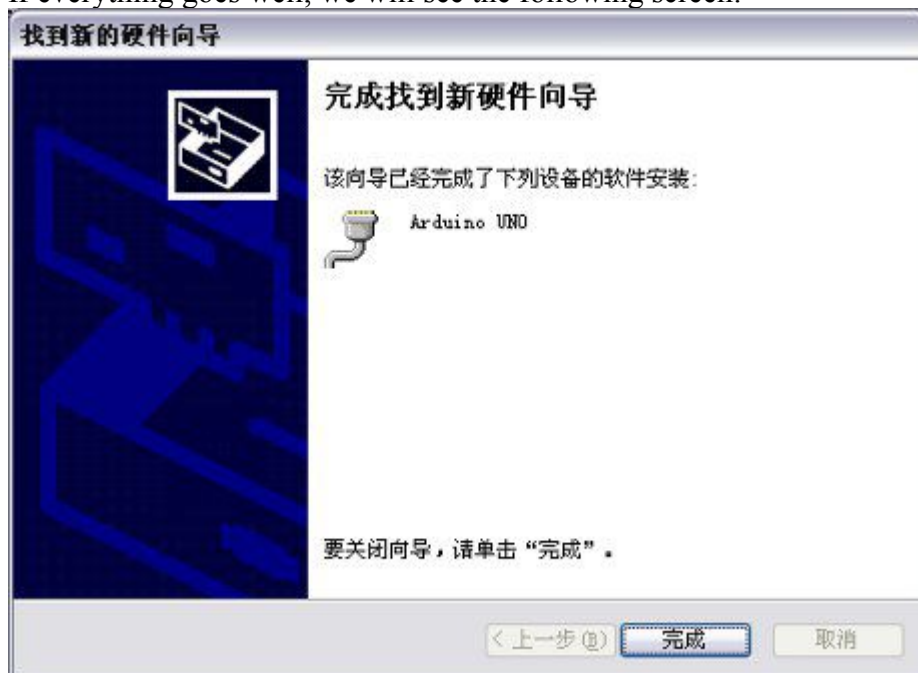 If everything goes well, we will see the following screen:
找到新的硬件向导
完成找到新硬件向导
该向导已经完成了下列设备的软件安装:
Arduino UNO
要关闭向导，请单击“完成”。
< 上一步(B)
完成
取消